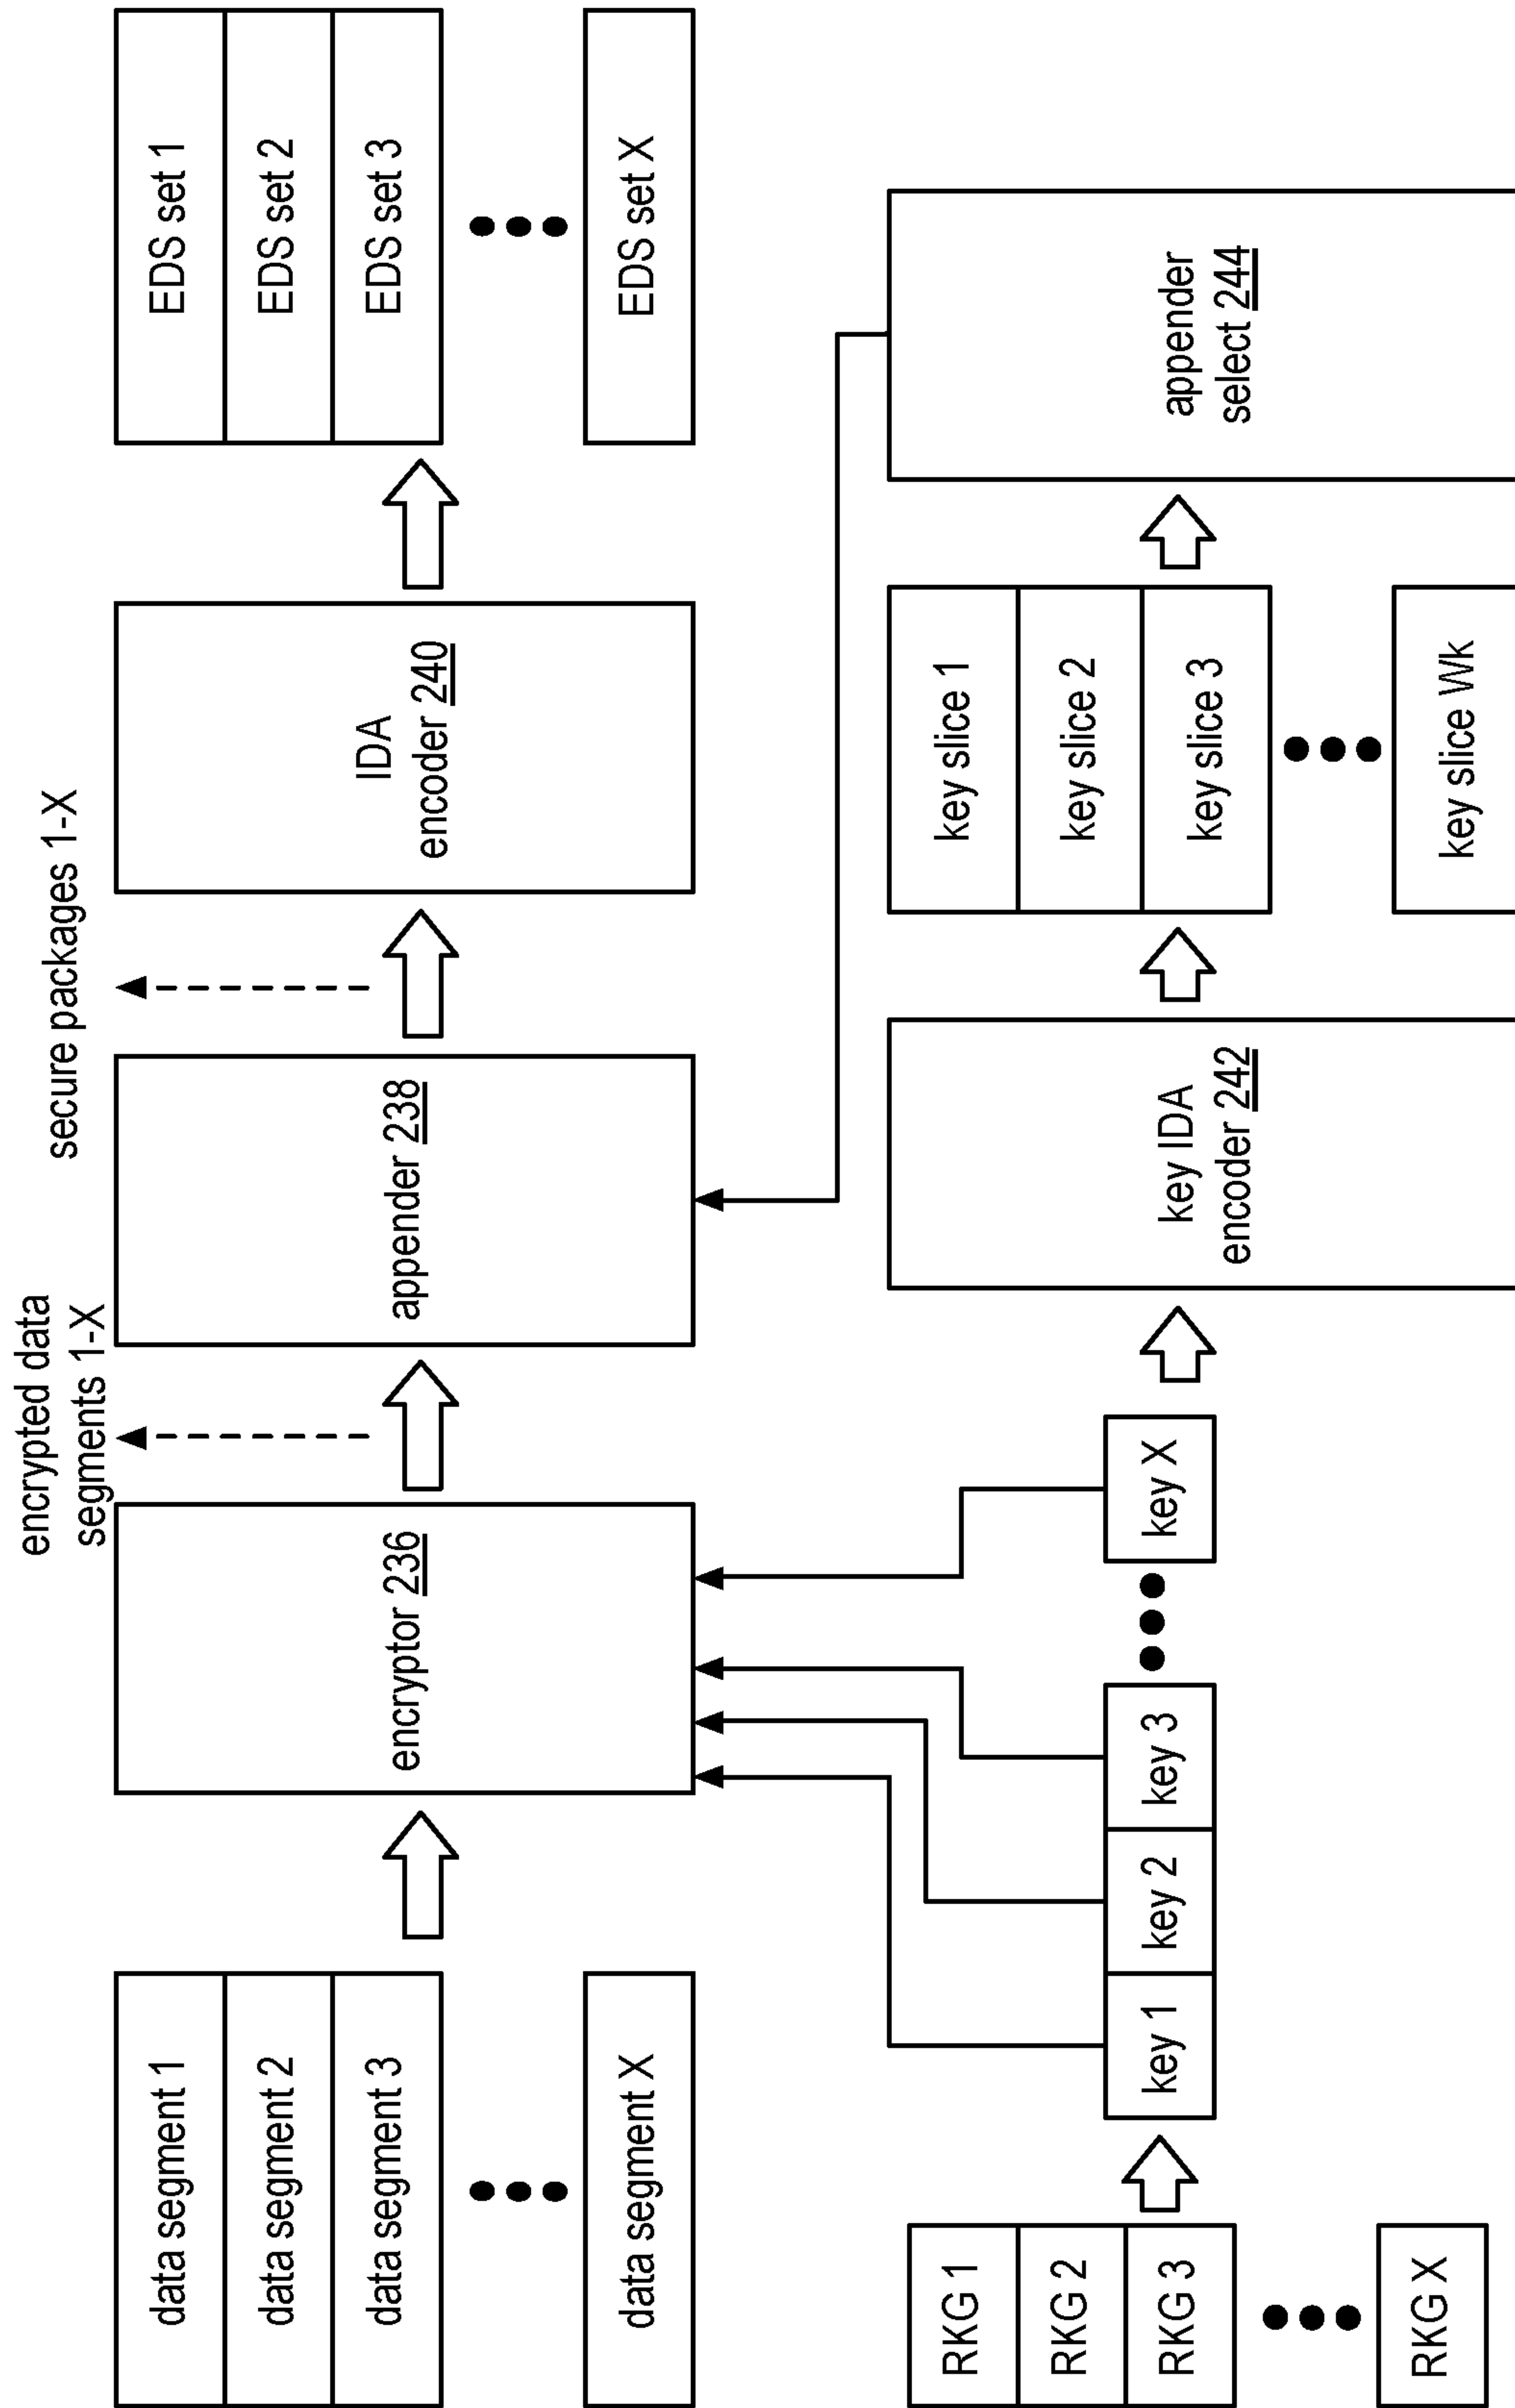 encrypted data
segments 1-X
secure packages 1-X
data segment 1
data segment 2
data segment 3
data segment X
encryptor 236
appender 238
IDA
encoder 240
EDS set 1
EDS set 2
EDS set 3
EDS set X
RKG 1
RKG 2
RKG 3
RKG X
key 1
key 2
key 3
key X
key IDA
encoder 242
key slice 1
key slice 2
key slice 3
key slice Wk
appender
select 244